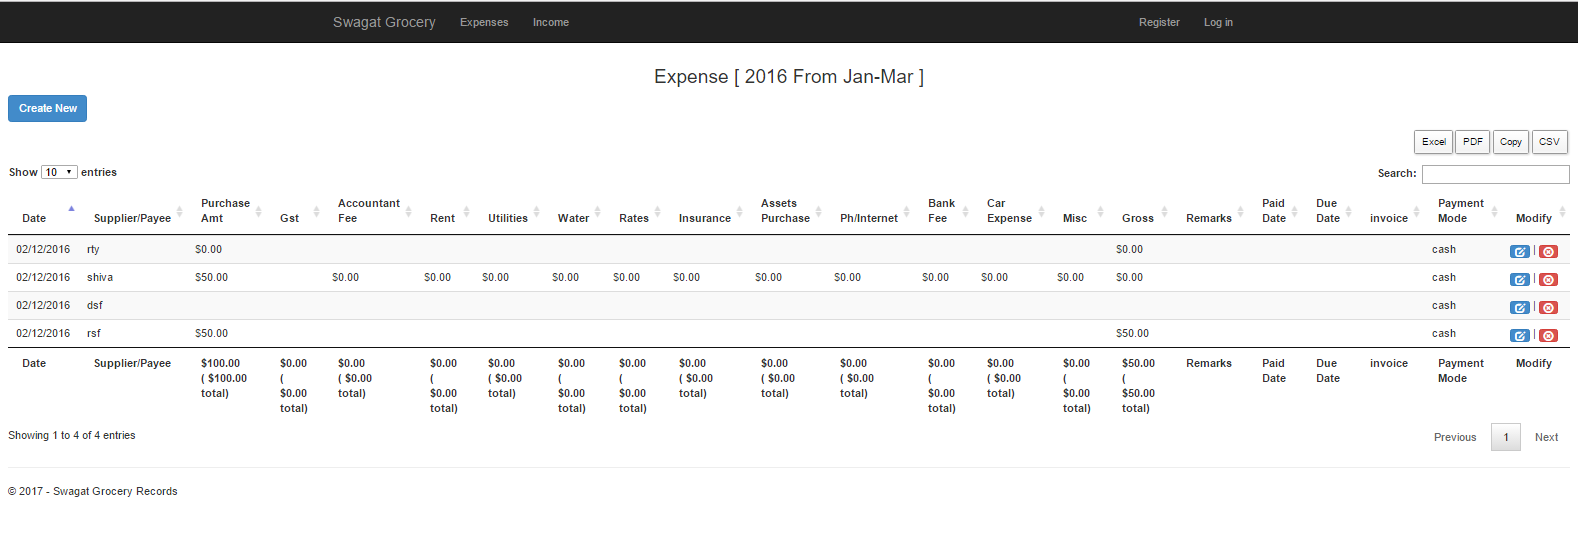 Swagat Grocery Expenses Income Register Log in
Expense [ 2016 From Jan-Mar ]
Create New
Excel PDF Copy CSV
Show 10 entries Search:
Date Supplier/Payee Purchase Amt Gst Accountant Fee Rent Utilities Water Rates Insurance Assets Purchase Ph/Internet Bank Fee Car Expense Misc Gross Remarks Paid Date Due Date invoice Payment Mode Modify
02/12/2016 rty $0.00 $0.00 cash |
02/12/2016 shiva $50.00 $0.00 $0.00 $0.00 $0.00 $0.00 $0.00 $0.00 $0.00 $0.00 $0.00 $0.00 $0.00 cash |
02/12/2016 dsf cash |
02/12/2016 rsf $50.00 $50.00 cash |
Date Supplier/Payee $100.00 ( $100.00 total) $0.00 ( $0.00 total) $0.00 ( $0.00 total) $0.00 ( $0.00 total) $0.00 ( $0.00 total) $0.00 ( $0.00 total) $0.00 ( $0.00 total) $0.00 ( $0.00 total) $0.00 ( $0.00 total) $0.00 ( $0.00 total) $0.00 ( $0.00 total) $0.00 ( $0.00 total) $0.00 ( $0.00 total) $50.00 ( $50.00 total) Remarks Paid Date Due Date invoice Payment Mode Modify
Showing 1 to 4 of 4 entries Previous 1 Next
© 2017 - Swagat Grocery Records